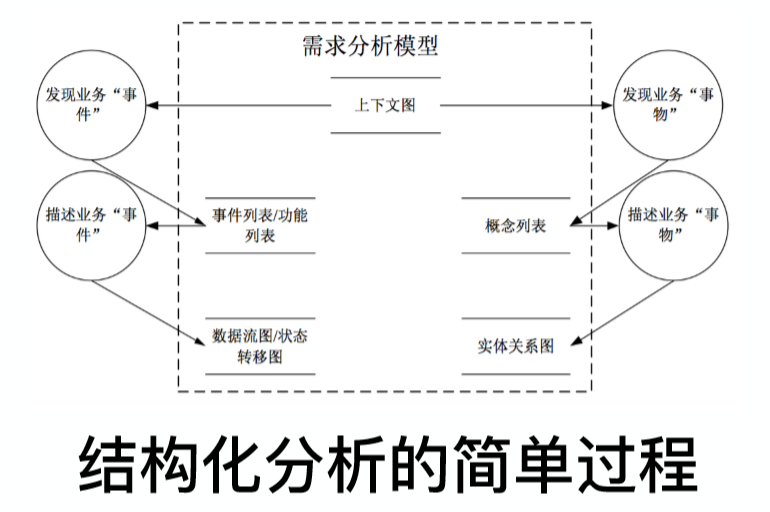 需求分析模型
发现业务“事
件”
上下文图
发现业务“事
物”
描述业务“事
件”
事件列表/功能
列表
概念列表
描述业务“事
物”
数据流图/状态
转移图
实体关系图
结构化分析的简单过程